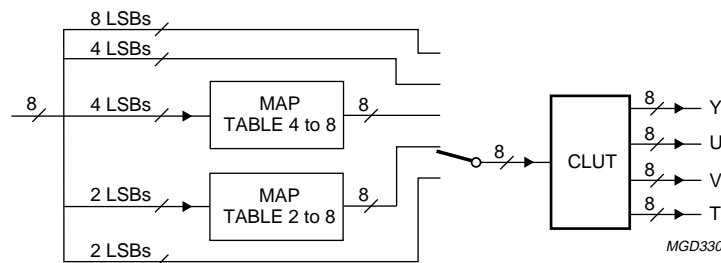 8 LSBs
4 LSBs
8
4 LSBs
MAP
TABLE 4 to 8
8
8
CLUT
8
Y
8
U
8
V
8
T
2 LSBs
MAP
TABLE 2 to 8
8
2 LSBs
MGD330